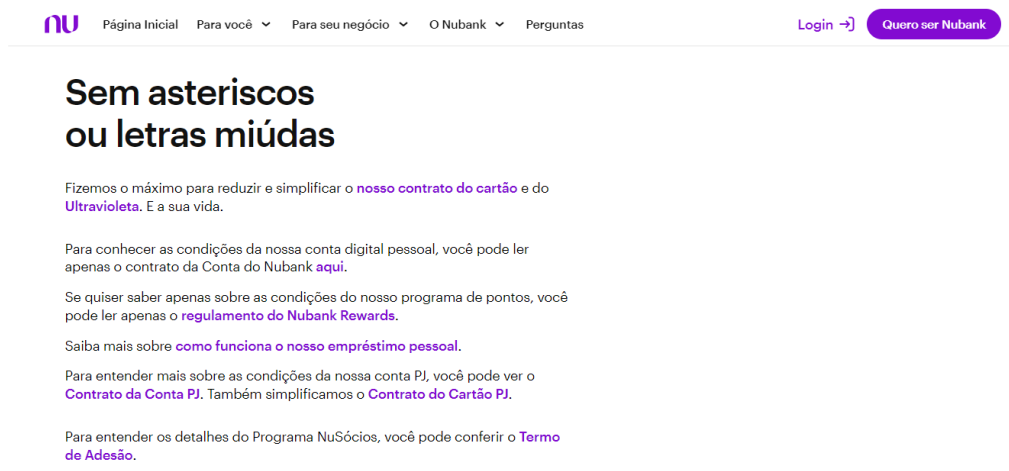 nu
Página Inicial Para você Para seu negócio O Nubank Perguntas Login Quero ser Nubank
Sem asteriscos
ou letras miúdas
Fizemos o máximo para reduzir e simplificar o nosso contrato do cartão e do
Ultravioleta. E a sua vida.
Para conhecer as condições da nossa conta digital pessoal, você pode ler
apenas o contrato da Conta do Nubank aqui.
Se quiser saber apenas sobre as condições do nosso programa de pontos, você
pode ler apenas o regulamento do Nubank Rewards.
Saiba mais sobre como funciona o nosso empréstimo pessoal.
Para entender mais sobre as condições da nossa conta PJ, você pode ver o
Contrato da Conta PJ. Também simplificamos o Contrato do Cartão PJ.
Para entender os detalhes do Programa NuSócios, você pode conferir o Termo
de Adesão.